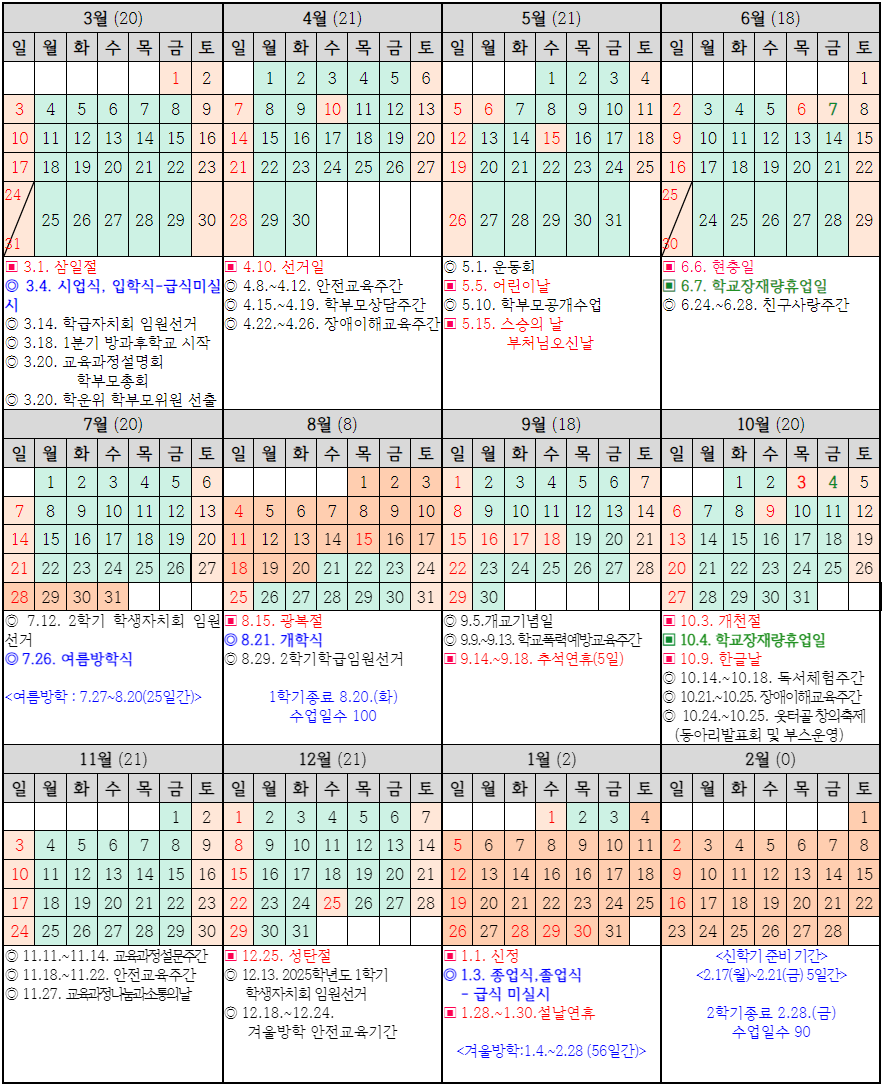 3월 (20) 4월 (21) 5월 (21) 6월 (18)
일 월 화 수 목 금 토 일 월 화 수 목 금 토 일 월 화 수 목 금 토 일 월 화 수 목 금 토
1 2 1 2 3 4 5 6 1 2 3 4 1
3 4 5 6 7 8 9 7 8 9 10 11 12 13 5 6 7 8 9 10 11 2 3 4 5 6 7 8
10 11 12 13 14 15 16 14 15 16 17 18 19 20 12 13 14 15 16 17 18 9 10 11 12 13 14 15
17 18 19 20 21 22 23 21 22 23 24 25 26 27 19 20 21 22 23 24 25 16 17 18 19 20 21 22
24/31 25 26 27 28 29 30 28 29 30 26 27 28 29 30 31 25/30 24 25 26 27 28 29
▣ 3.1. 삼일절
◎ 3.4. 시업식, 입학식-급식미실
시
◎ 3.14. 학급자치회 임원선거
◎ 3.18. 1분기 방과후학교 시작
◎ 3.20. 교육과정설명회
학부모총회
◎ 3.20. 학운위 학부모위원 선출
▣ 4.10. 선거일
◎ 4.8.~4.12. 안전교육주간
◎ 4.15.~4.19. 학부모상담주간
◎ 4.22.~4.26. 장애이해교육주간
◎ 5.1. 운동회
▣ 5.5. 어린이날
◎ 5.10. 학부모공개수업
▣ 5.15. 스승의 날
부처님오신날
▣ 6.6. 현충일
▣ 6.7. 학교장재량휴업일
◎ 6.24.~6.28. 친구사랑주간
7월 (20) 8월 (8) 9월 (18) 10월 (20)
일 월 화 수 목 금 토 일 월 화 수 목 금 토 일 월 화 수 목 금 토 일 월 화 수 목 금 토
1 2 3 4 5 6 1 2 3 1 2 3 4 5 6 7 1 2 3 4 5
7 8 9 10 11 12 13 4 5 6 7 8 9 10 8 9 10 11 12 13 14 6 7 8 9 10 11 12
14 15 16 17 18 19 20 11 12 13 14 15 16 17 15 16 17 18 19 20 21 13 14 15 16 17 18 19
21 22 23 24 25 26 27 18 19 20 21 22 23 24 22 23 24 25 26 27 28 20 21 22 23 24 25 26
28 29 30 31 25 26 27 28 29 30 31 29 30 27 28 29 30 31
◎ 7.12. 2학기 학생자치회 임원
선거
◎ 7.26. 여름방학식
<여름방학 : 7.27~8.20(25일간)>
▣ 8.15. 광복절
◎ 8.21. 개학식
◎ 8.29. 2학기학급임원선거
1학기종료 8.20.(화)
수업일수 100
◎ 9.5.개교기념일
◎ 9.9.~9.13. 학교폭력예방교육주간
▣ 9.14.~9.18. 추석연휴(5일)
▣ 10.3. 개천절
▣ 10.4. 학교장재량휴업일
▣ 10.9. 한글날
◎ 10.14.~10.18. 독서체험주간
◎ 10.21.~10.25. 장애이해교육주간
◎ 10.24.~10.25. 웃터골 창의축제
(동아리발표회 및 부스운영)
11월 (21) 12월 (21) 1월 (2) 2월 (0)
일 월 화 수 목 금 토 일 월 화 수 목 금 토 일 월 화 수 목 금 토 일 월 화 수 목 금 토
1 2 1 2 3 4 5 6 7 1 2 3 4 1
3 4 5 6 7 8 9 8 9 10 11 12 13 14 5 6 7 8 9 10 11 2 3 4 5 6 7 8
10 11 12 13 14 15 16 15 16 17 18 19 20 21 12 13 14 15 16 17 18 9 10 11 12 13 14 15
17 18 19 20 21 22 23 22 23 24 25 26 27 28 19 20 21 22 23 24 25 16 17 18 19 20 21 22
24 25 26 27 28 29 30 29 30 31 26 27 28 29 30 31 23 24 25 26 27 28
◎ 11.11.~11.14. 교육과정설문주간
◎ 11.18.~11.22. 안전교육주간
◎ 11.27. 교육과정나눔과소통의날
▣ 12.25. 성탄절
◎ 12.13. 2025학년도 1학기
학생자치회 임원선거
◎ 12.18.~12.24.
겨울방학 안전교육기간
▣ 1.1. 신정
◎ 1.3. 종업식,졸업식
- 급식 미실시
▣ 1.28.~1.30.설날연휴
<겨울방학:1.4.~2.28 (56일간)>
<신학기 준비 기간>
<2.17(월)~2.21(금) 5일간>
2학기종료 2.28.(금)
수업일수 90